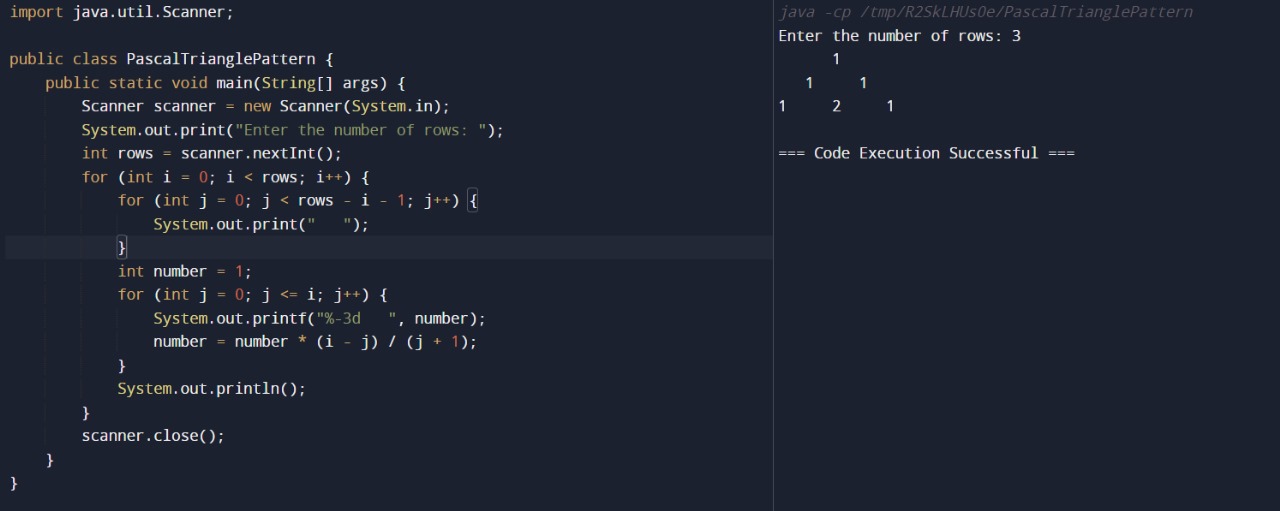 import java.util.Scanner;

public class PascalTrianglePattern {
    public static void main(String[] args) {
        Scanner scanner = new Scanner(System.in);
        System.out.print("Enter the number of rows: ");
        int rows = scanner.nextInt();
        for (int i = 0; i < rows; i++) {
            for (int j = 0; j < rows - i - 1; j++) {
                System.out.print("   ");
            }
            int number = 1;
            for (int j = 0; j <= i; j++) {
                System.out.printf("%-3d   ", number);
                number = number * (i - j) / (j + 1);
            }
            System.out.println();
        }
        scanner.close();
    }
}
java -cp /tmp/R2SkLHUsOe/PascalTrianglePattern
Enter the number of rows: 3
      1
   1     1
1     2     1

=== Code Execution Successful ===